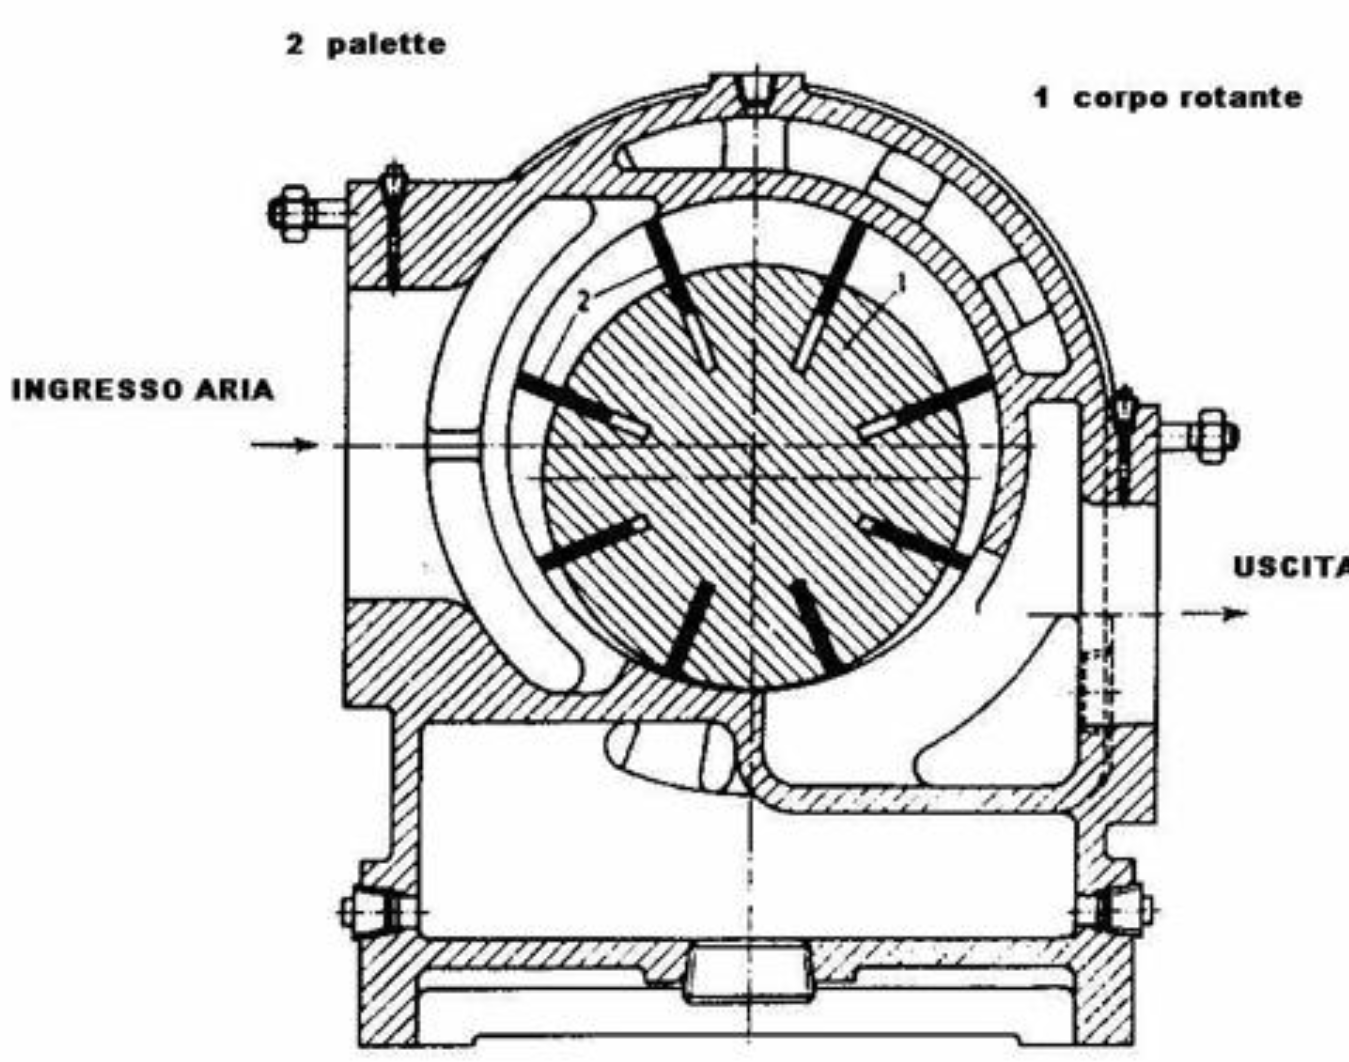 2 palette
1 corpo rotante
1
2
INGRESSO ARIA
USCITA